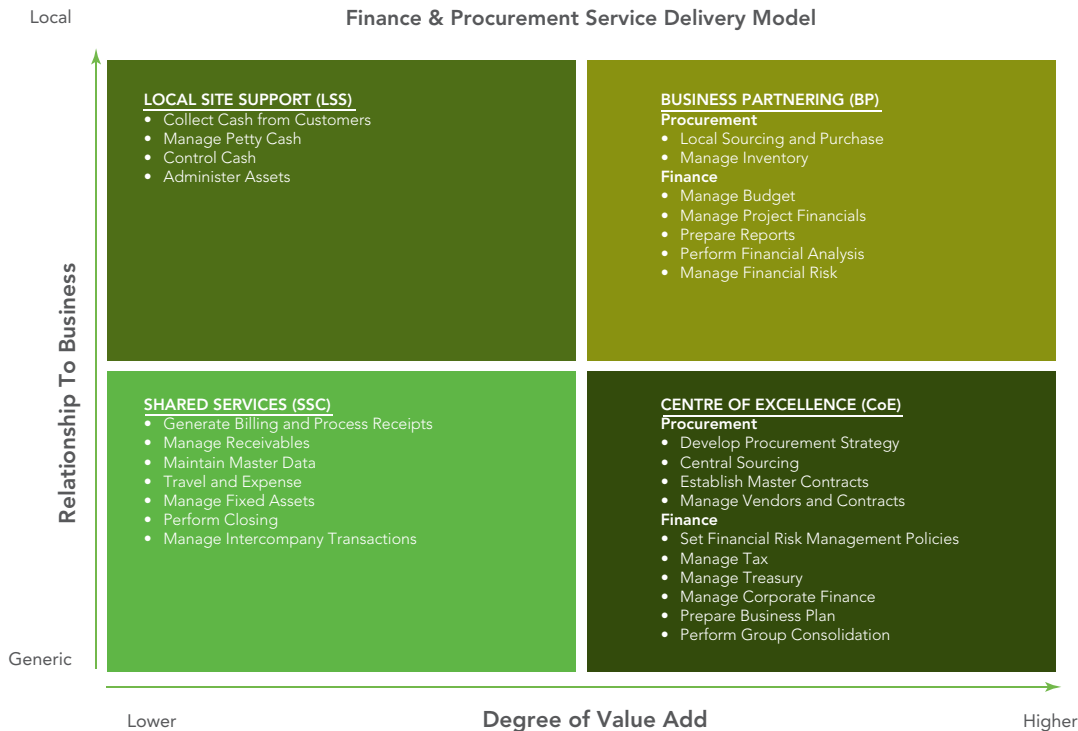 Local
Finance & Procurement Service Delivery Model
LOCAL SITE SUPPORT (LSS)
• Collect Cash from Customers
• Manage Petty Cash
• Control Cash
• Administer Assets
BUSINESS PARTNERING (BP)
Procurement
• Local Sourcing and Purchase
• Manage Inventory
Finance
• Manage Budget
• Manage Project Financials
• Prepare Reports
• Perform Financial Analysis
• Manage Financial Risk
Relationship To Business
SHARED SERVICES (SSC)
• Generate Billing and Process Receipts
• Manage Receivables
• Maintain Master Data
• Travel and Expense
• Manage Fixed Assets
• Perform Closing
• Manage Intercompany Transactions
CENTRE OF EXCELLENCE (CoE)
Procurement
• Develop Procurement Strategy
• Central Sourcing
• Establish Master Contracts
• Manage Vendors and Contracts
Finance
• Set Financial Risk Management Policies
• Manage Tax
• Manage Treasury
• Manage Corporate Finance
• Prepare Business Plan
• Perform Group Consolidation
Generic
Lower
Degree of Value Add
Higher